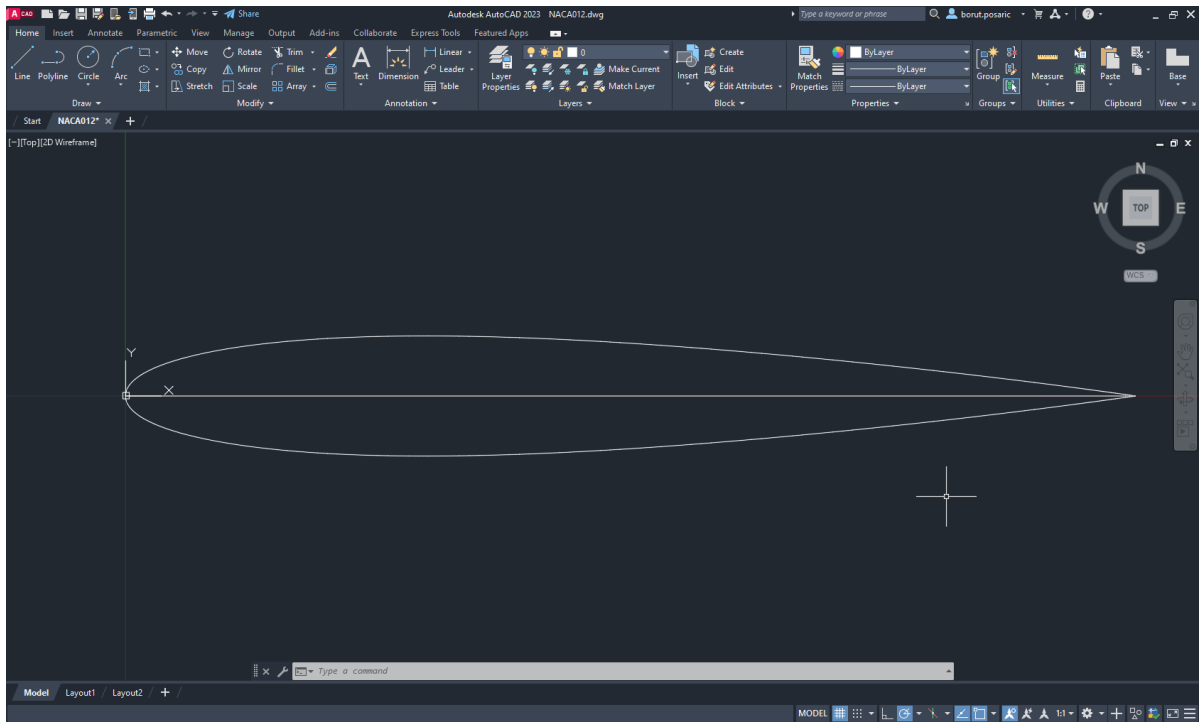 A CAD Share Autodesk AutoCAD 2023 NACA012.dwg Type a keyword or phrase borut.posaric
Home Insert Annotate Parametric View Manage Output Add-ins Collaborate Express Tools Featured Apps
Line Polyline Circle Arc
Move Rotate Trim
Copy Mirror Fillet
Stretch Scale Array
Text Dimension
Linear
Leader
Table
Layer Properties
0
Make Current
Match Layer
Insert
Create
Edit
Edit Attributes
Match Properties
ByLayer
ByLayer
ByLayer
Group
Measure
Paste
Base
Draw Modify Annotation Layers Block Properties Groups Utilities Clipboard View
Start NACA012*
[−][Top][2D Wireframe]
N
W TOP E
S
WCS
Y
X
Type a command
Model Layout1 Layout2
MODEL 1:1